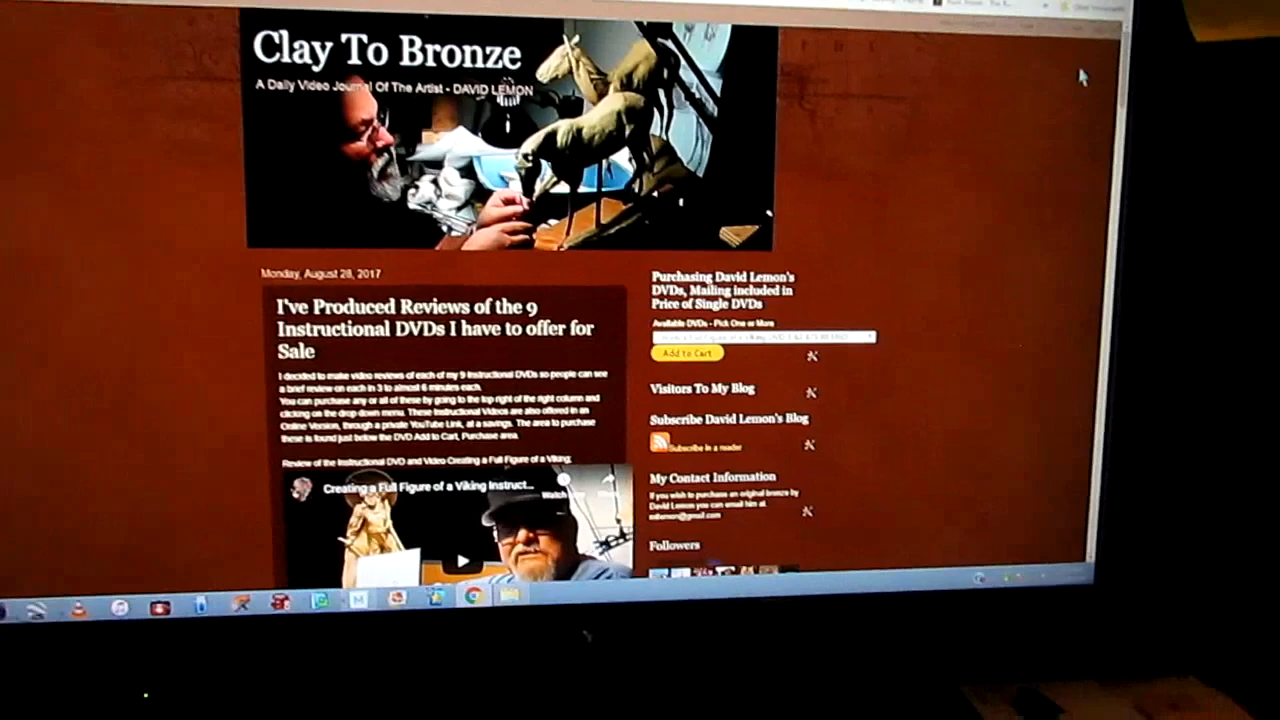 Clay To Bronze
A Daily Video Journal Of The Artist - DAVID LEMON
Monday, August 28, 2017
I've Produced Reviews of the 9
Instructional DVDs I have to offer for
Sale
I decided to make video reviews of each of my 9 Instructional DVDs so people can see
a brief review on each in 3 to almost 6 minutes each.
You can purchase any or all of these by going to the top right of the right column and
clicking on the drop down menu. These Instructional Videos are also offered in an
Online Version, through a private YouTube Link, at a savings. The area to purchase
these is found just below the DVD Add to Cart, Purchase area.
Review of the Instructional DVD and Video Creating a Full Figure of a Viking;
Creating a Full Figure of a Viking Instruct...
Watch
Purchasing David Lemon's
DVDs, Mailing included in
Price of Single DVDs
Available DVDs - Pick One or More
Add to Cart
Visitors To My Blog
Subscribe David Lemon's Blog
Subscribe in a reader
My Contact Information
If you wish to purchase an original bronze by
David Lemon you can email him at:
Followers